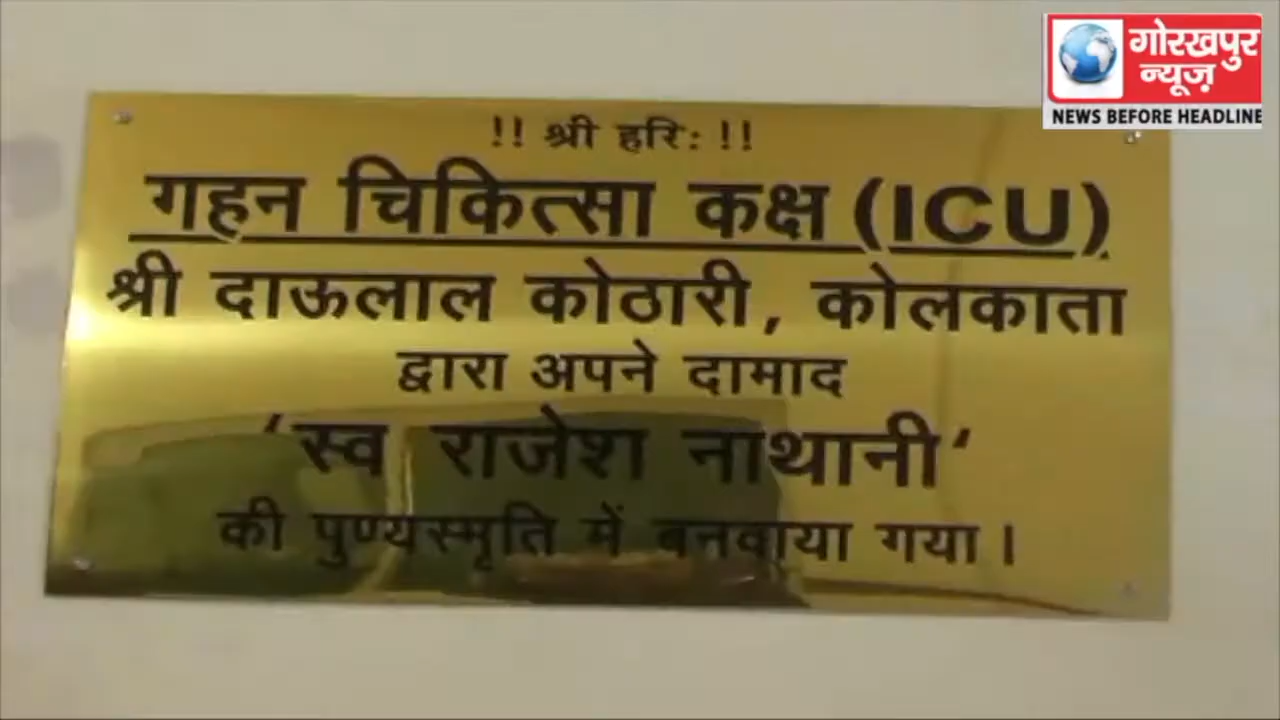 गोरखपुर
न्यूज़
NEWS BEFORE HEADLINE
!! श्री हरि: !!
गहन चिकित्सा कक्ष (ICU)
श्री दाऊलाल कोठारी, कोलकाता
द्वारा अपने दामाद
‘स्व राजेश नाथानी‘
की पुण्यस्मृति में बनवाया गया।